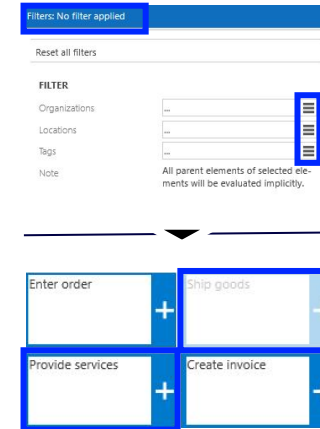 Filters: No filter applied
Reset all filters
FILTER
Organizations ...
Locations ...
Tags ...
Note All parent elements of selected ele-
ments will be evaluated implicitly.
Enter order +
Ship goods
Provide services +
Create invoice +